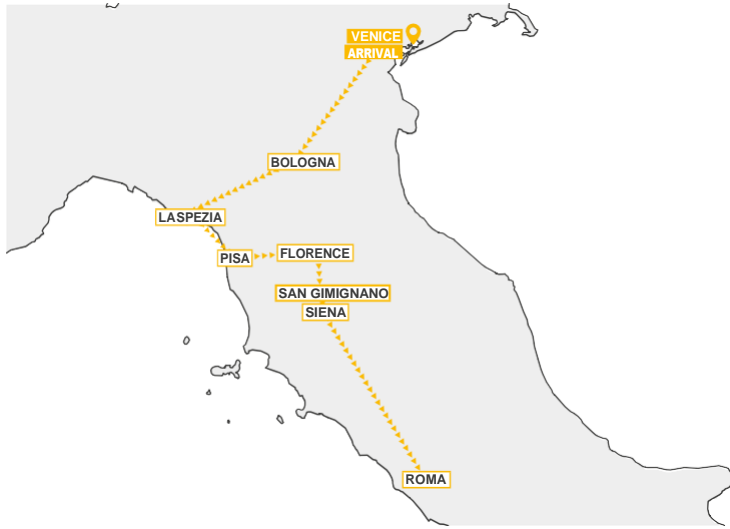 VENICE
ARRIVAL
BOLOGNA
LASPEZIA
PISA
FLORENCE
SAN GIMIGNANO
SIENA
ROMA